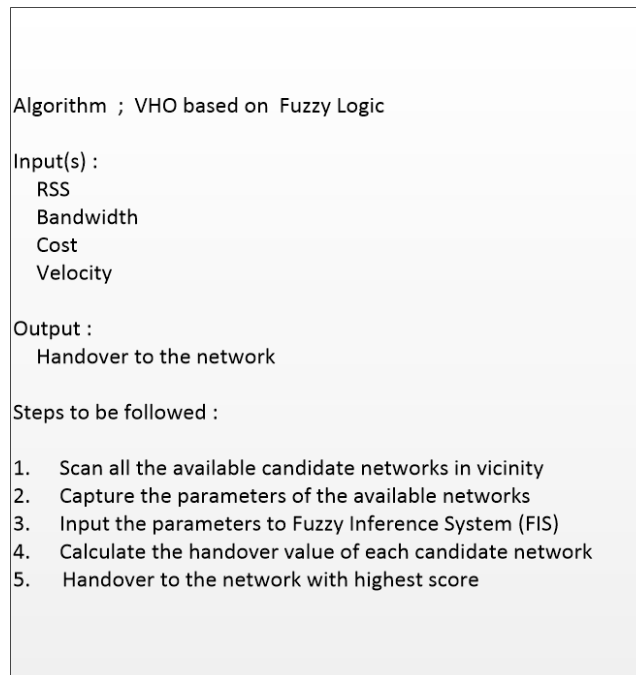 Algorithm ; VHO based on Fuzzy Logic
Input(s) :
RSS
Bandwidth
Cost
Velocity
Output :
Handover to the network
Steps to be followed :
1. Scan all the available candidate networks in vicinity
2. Capture the parameters of the available networks
3. Input the parameters to Fuzzy Inference System (FIS)
4. Calculate the handover value of each candidate network
5. Handover to the network with highest score